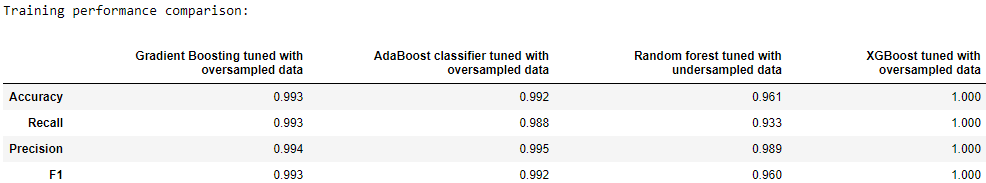 Training performance comparison:
Gradient Boosting tuned with oversampled data AdaBoost classifier tuned with oversampled data Random forest tuned with undersampled data XGBoost tuned with oversampled data
Accuracy 0.993 0.992 0.961 1.000
Recall 0.993 0.988 0.933 1.000
Precision 0.994 0.995 0.989 1.000
F1 0.993 0.992 0.960 1.000